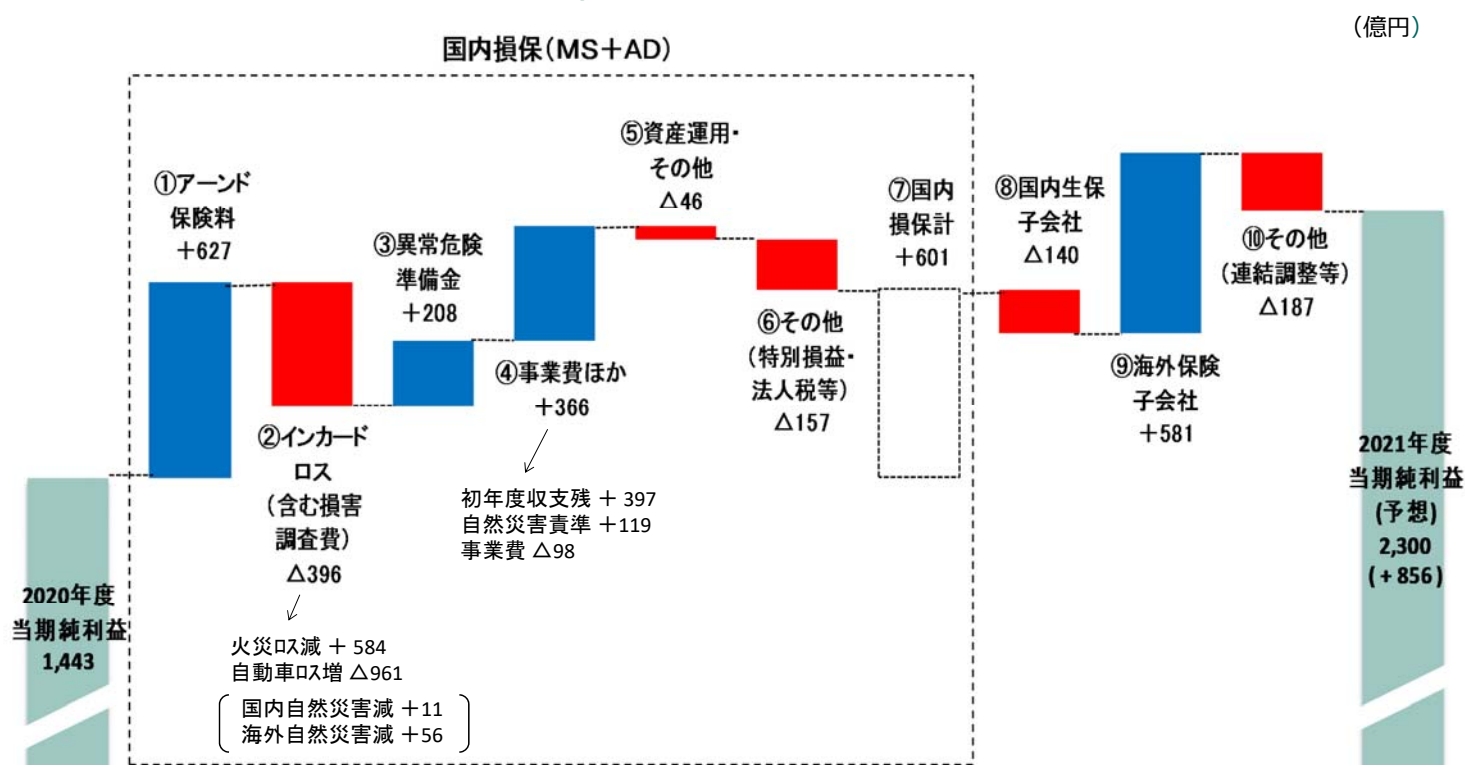 （億円）
国内損保（MS＋AD）
①アーンド
保険料
＋627
②インカード
ロス
（含む損害
調査費）
△396
火災ロス減 ＋ 584
自動車ロス増 △961
国内自然災害減 ＋11
海外自然災害減 ＋56
③異常危険
準備金
＋208
④事業費ほか
＋366
初年度収支残 ＋ 397
自然災害責準 ＋119
事業費 △98
⑤資産運用・
その他
△46
⑥その他
（特別損益・
法人税等）
△157
⑦国内
損保計
＋601
⑧国内生保
子会社
△140
⑨海外保険
子会社
＋581
⑩その他
（連結調整等）
△187
2020年度
当期純利益
1,443
2021年度
当期純利益
(予想)
2,300
(＋856)